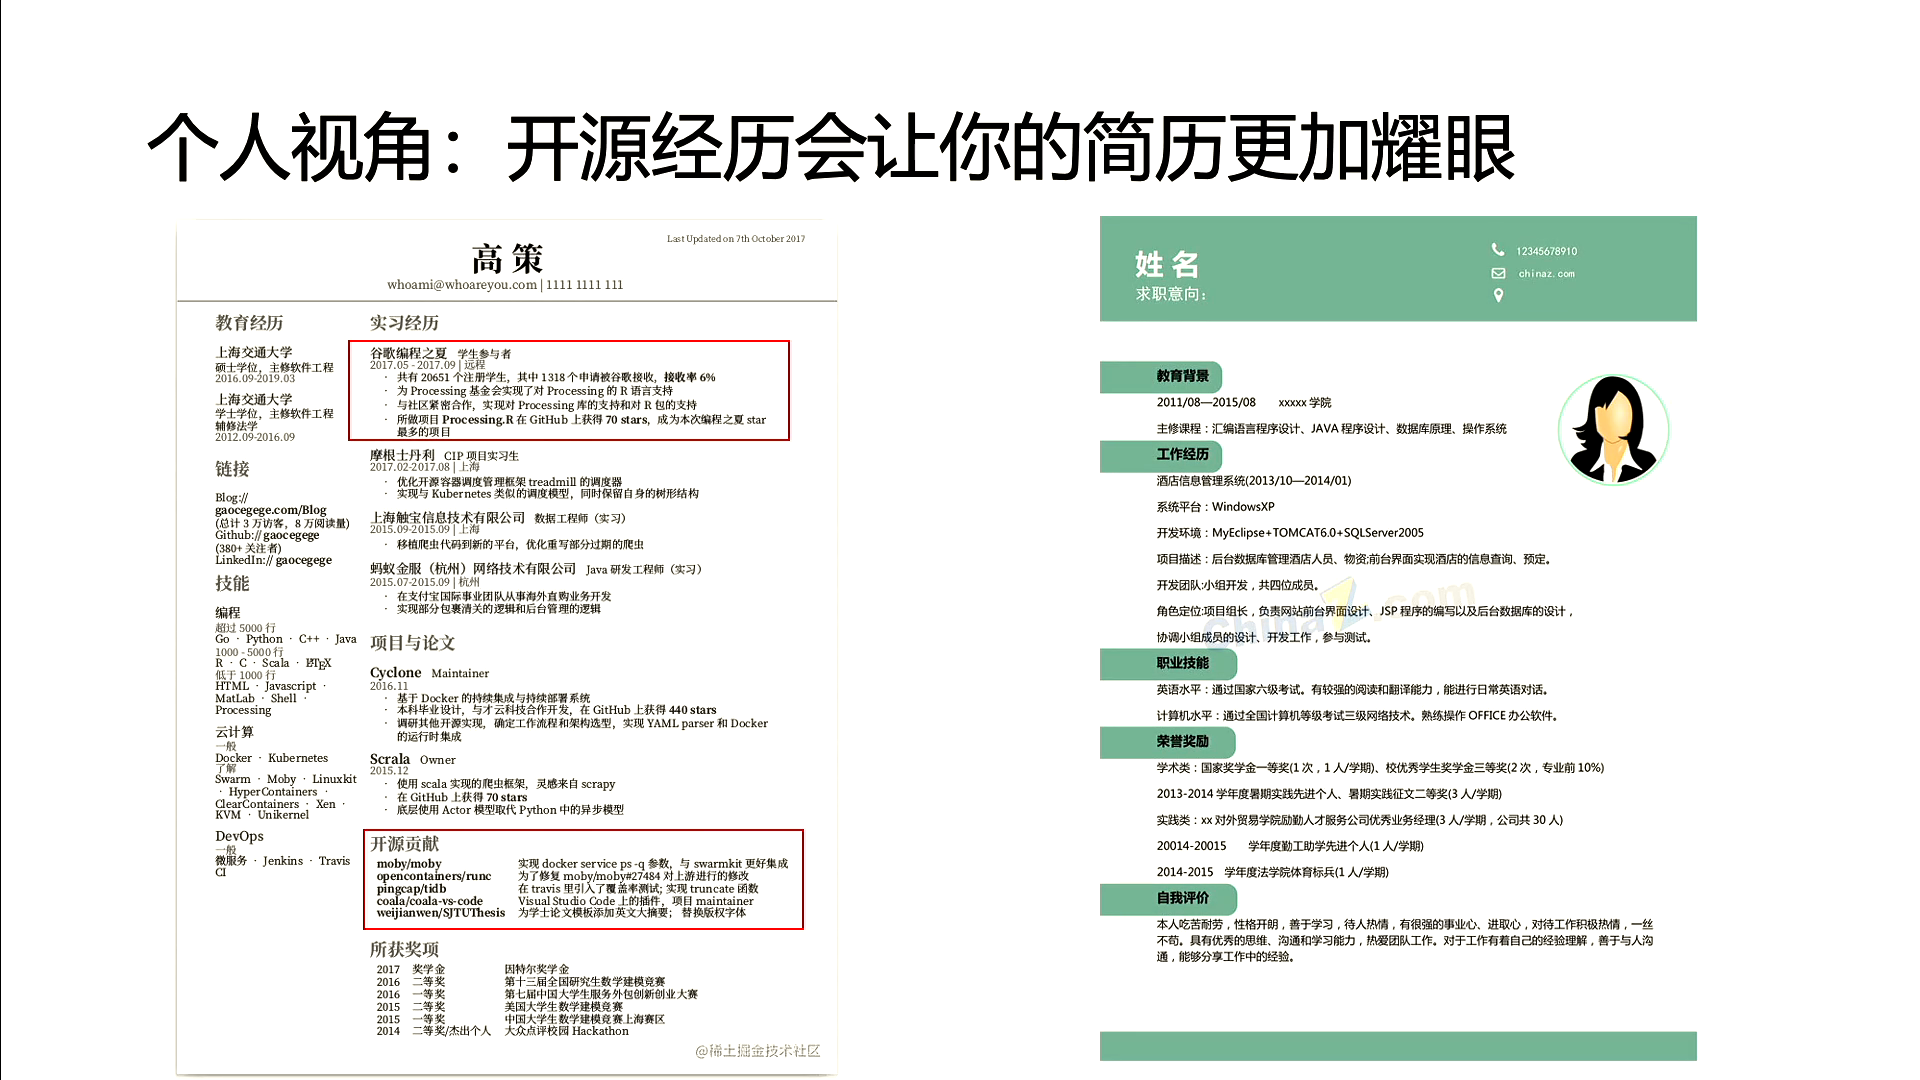 个人视角：开源经历会让你的简历更加耀眼
Last Updated on 7th October 2017
高 策
whoami@whoareyou.com | 1111 1111 111
教育经历
上海交通大学
硕士学位，主修软件工程
2016.09-2019.03
上海交通大学
学士学位，主修软件工程
辅修法学
2012.09-2016.09
链接
Blog://
gaocegege.com/Blog
(总计 3 万访客，8 万阅读量)
Github:// gaocegege
(380+ 关注者)
LinkedIn:// gaocegege
技能
编程
超过 5000 行
Go · Python · C++ · Java
1000 - 5000 行
R · C · Scala · LATEX
低于 1000 行
HTML · Javascript ·
MatLab · Shell ·
Processing
云计算
一般
Docker · Kubernetes
了解
Swarm · Moby · Linuxkit
· HyperContainers ·
ClearContainers · Xen ·
KVM · Unikernel
DevOps
一般
微服务 · Jenkins · Travis
CI
实习经历
谷歌编程之夏 学生参与者
2017.05 - 2017.09 | 远程
· 共有 20651 个注册学生，其中 1318 个申请被谷歌接收，接收率 6%
· 为 Processing 基金会实现了对 Processing 的 R 语言支持
· 与社区紧密合作，实现对 Processing 库的支持和对 R 包的支持
· 所做项目 Processing.R 在 GitHub 上获得 70 stars，成为本次编程之夏 star
最多的项目
摩根士丹利 CIP 项目实习生
2017.02-2017.08 | 上海
· 优化开源容器调度管理框架 treadmill 的调度器
· 实现与 Kubernetes 类似的调度模型，同时保留自身的树形结构
上海触宝信息技术有限公司 数据工程师（实习）
2015.09-2015.09 | 上海
· 移植爬虫代码到新的平台，优化重写部分过期的爬虫
蚂蚁金服（杭州）网络技术有限公司 Java 研发工程师（实习）
2015.07-2015.09 | 杭州
· 在支付宝国际事业团队从事海外直购业务开发
· 实现部分包裹清关的逻辑和后台管理的逻辑
项目与论文
Cyclone Maintainer
2016.11
· 基于 Docker 的持续集成与持续部署系统
· 本科毕业设计，与才云科技合作开发，在 GitHub 上获得 440 stars
· 调研其他开源实现，确定工作流程和架构选型，实现 YAML parser 和 Docker
的运行时集成
Scrala Owner
2015.12
· 使用 scala 实现的爬虫框架，灵感来自 scrapy
· 在 GitHub 上获得 70 stars
· 底层使用 Actor 模型取代 Python 中的异步模型
开源贡献
moby/moby 实现 docker service ps -q 参数，与 swarmkit 更好集成
opencontainers/runc 为了修复 moby/moby#27484 对上游进行的修改
pingcap/tidb 在 travis 里引入了覆盖率测试; 实现 truncate 函数
coala/coala-vs-code Visual Studio Code 上的插件，项目 maintainer
weijianwen/SJTUThesis 为学士论文模板添加英文大摘要； 替换版权字体
所获奖项
2017 奖学金 因特尔奖学金
2016 二等奖 第十三届全国研究生数学建模竞赛
2016 一等奖 第七届中国大学生服务外包创新创业大赛
2015 二等奖 美国大学生数学建模竞赛
2015 一等奖 中国大学生数学建模竞赛上海赛区
2014 二等奖/杰出个人 大众点评校园 Hackathon
@稀土掘金技术社区
姓 名
求职意向：
12345678910
chinaz.com
教育背景
2011/08—2015/08 xxxxx 学院
主修课程：汇编语言程序设计、JAVA 程序设计、数据库原理、操作系统
工作经历
酒店信息管理系统(2013/10—2014/01)
系统平台：WindowsXP
开发环境：MyEclipse+TOMCAT6.0+SQLServer2005
项目描述：后台数据库管理酒店人员、物资;前台界面实现酒店的信息查询、预定。
开发团队:小组开发，共四位成员。
角色定位:项目组长，负责网站前台界面设计、JSP 程序的编写以及后台数据库的设计，
协调小组成员的设计、开发工作，参与测试。
ChinaZ.com
职业技能
英语水平：通过国家六级考试。有较强的阅读和翻译能力，能进行日常英语对话。
计算机水平：通过全国计算机等级考试三级网络技术。熟练操作 OFFICE 办公软件。
荣誉奖励
学术类：国家奖学金一等奖(1 次，1 人/学期)、校优秀学生奖学金三等奖(2 次，专业前 10%)
2013-2014 学年度暑期实践先进个人、暑期实践征文二等奖(3 人/学期)
实践类：xx 对外贸易学院励勤人才服务公司优秀业务经理(3 人/学期，公司共 30 人)
20014-20015 学年度勤工助学先进个人(1 人/学期)
2014-2015 学年度法学院体育标兵(1 人/学期)
自我评价
本人吃苦耐劳，性格开朗，善于学习，待人热情，有很强的事业心、进取心，对待工作积极热情，一丝
不苟。具有优秀的思维、沟通和学习能力，热爱团队工作。对于工作有着自己的经验理解，善于与人沟
通，能够分享工作中的经验。